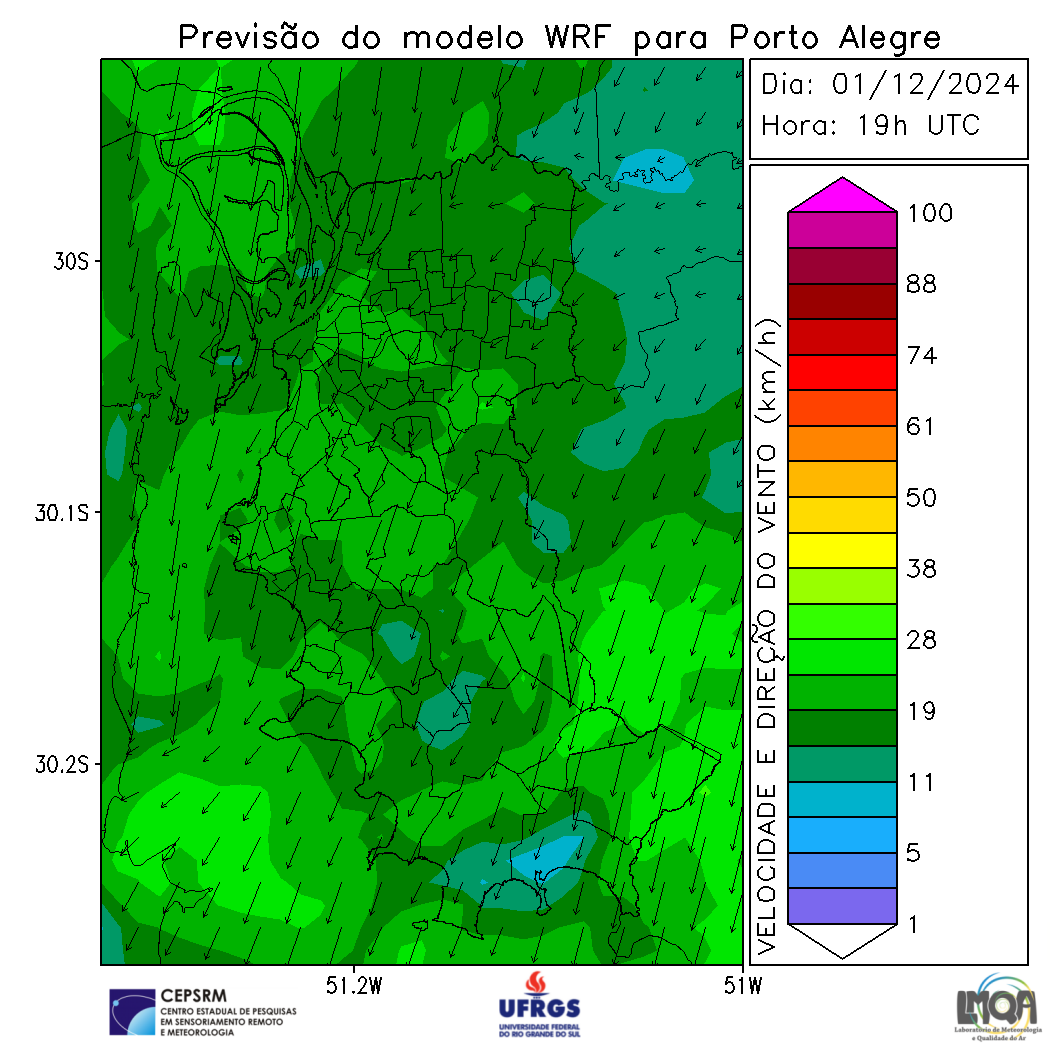 Previsão do modelo WRF para Porto Alegre
Dia: 01/12/2024
Hora: 19h UTC
30S
30.1S
30.2S
51.2W
51W
VELOCIDADE E DIREÇÃO DO VENTO (km/h)
100
88
74
61
50
38
28
19
11
5
1
CEPSRM
CENTRO ESTADUAL DE PESQUISAS
EM SENSORIAMENTO REMOTO
E METEOROLOGIA
UFRGS
UNIVERSIDADE FEDERAL
DO RIO GRANDE DO SUL
LMQA
Laboratório de Meteorologia
e Qualidade do Ar